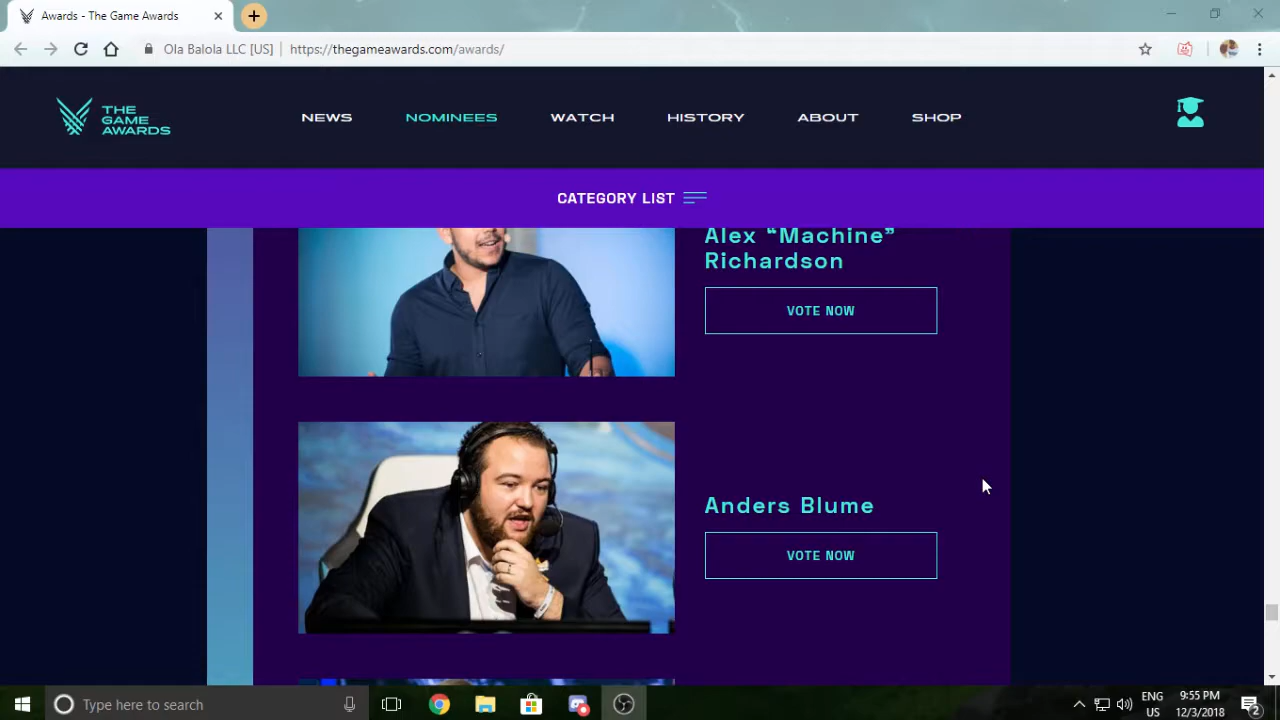 Awards - The Game Awards
Ola Balola LLC [US] https://thegameawards.com/awards/
THE
GAME
AWARDS
NEWS NOMINEES WATCH HISTORY ABOUT SHOP
CATEGORY LIST
Alex “Machine”
Richardson
VOTE NOW
Anders Blume
VOTE NOW
Type here to search
ENG
US
9:55 PM
12/3/2018
2